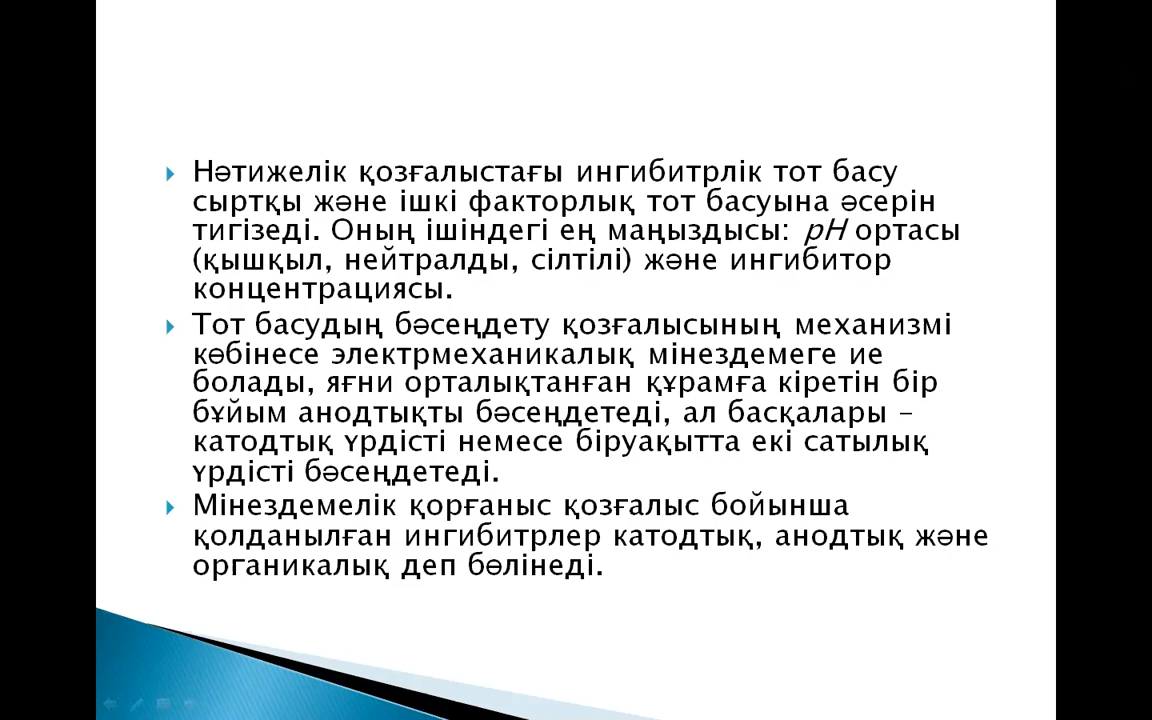 Нәтижелік қозғалыстағы ингибитрлік тот басу
сыртқы және ішкі факторлық тот басуына әсерін
тигізеді. Оның ішіндегі ең маңыздысы: pH ортасы
(қышқыл, нейтралды, сілтілі) және ингибитор
концентрациясы.
Тот басудың бәсеңдету қозғалысының механизмі
көбінесе электрмеханикалық мінездемеге ие
болады, яғни орталықтанған құрамға кіретін бір
бұйым анодтықты бәсеңдетеді, ал басқалары –
катодтық үрдісті немесе біруақытта екі сатылық
үрдісті бәсеңдетеді.
Мінездемелік қорғаныс қозғалыс бойынша
қолданылған ингибитрлер катодтық, анодтық және
органикалық деп бөлінеді.